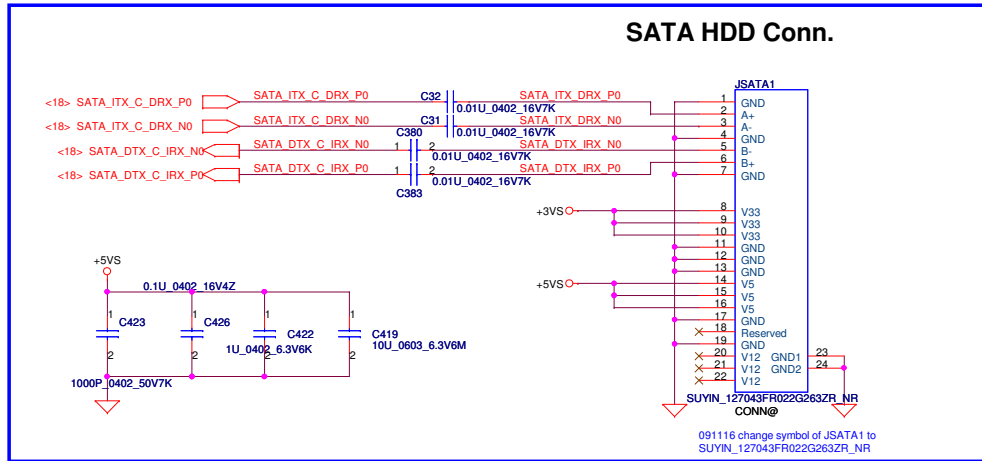 SATA HDD Conn.
JSATA1
<18> SATA_ITX_C_DRX_P0 SATA_ITX_C_DRX_P0 C32 SATA_ITX_DRX_P0 1 GND
0.01U_0402_16V7K 2 A+
<18> SATA_ITX_C_DRX_N0 SATA_ITX_C_DRX_N0 C31 SATA_ITX_DRX_N0 3 A-
0.01U_0402_16V7K 4 GND
<18> SATA_DTX_C_IRX_N0 SATA_DTX_C_IRX_N0 C380 1 2 SATA_DTX_IRX_N0 5 B-
0.01U_0402_16V7K 6 B+
<18> SATA_DTX_C_IRX_P0 SATA_DTX_C_IRX_P0 1 2 SATA_DTX_IRX_P0 7 GND
C383 0.01U_0402_16V7K
+3VS 8 V33
9 V33
10 V33
11 GND
12 GND
13 GND
+5VS 14 V5
15 V5
16 V5
17 GND
18 Reserved
19 GND
20 V12 GND1 23
21 V12 GND2 24
22 V12
SUYIN_127043FR022G263ZR_NR
CONN@
091116 change symbol of JSATA1 to
SUYIN_127043FR022G263ZR_NR
+5VS
0.1U_0402_16V4Z
1 1 1 1
C423 C426 C422 C419
1U_0402_6.3V6K 10U_0603_6.3V6M
2 2 2 2
1000P_0402_50V7K